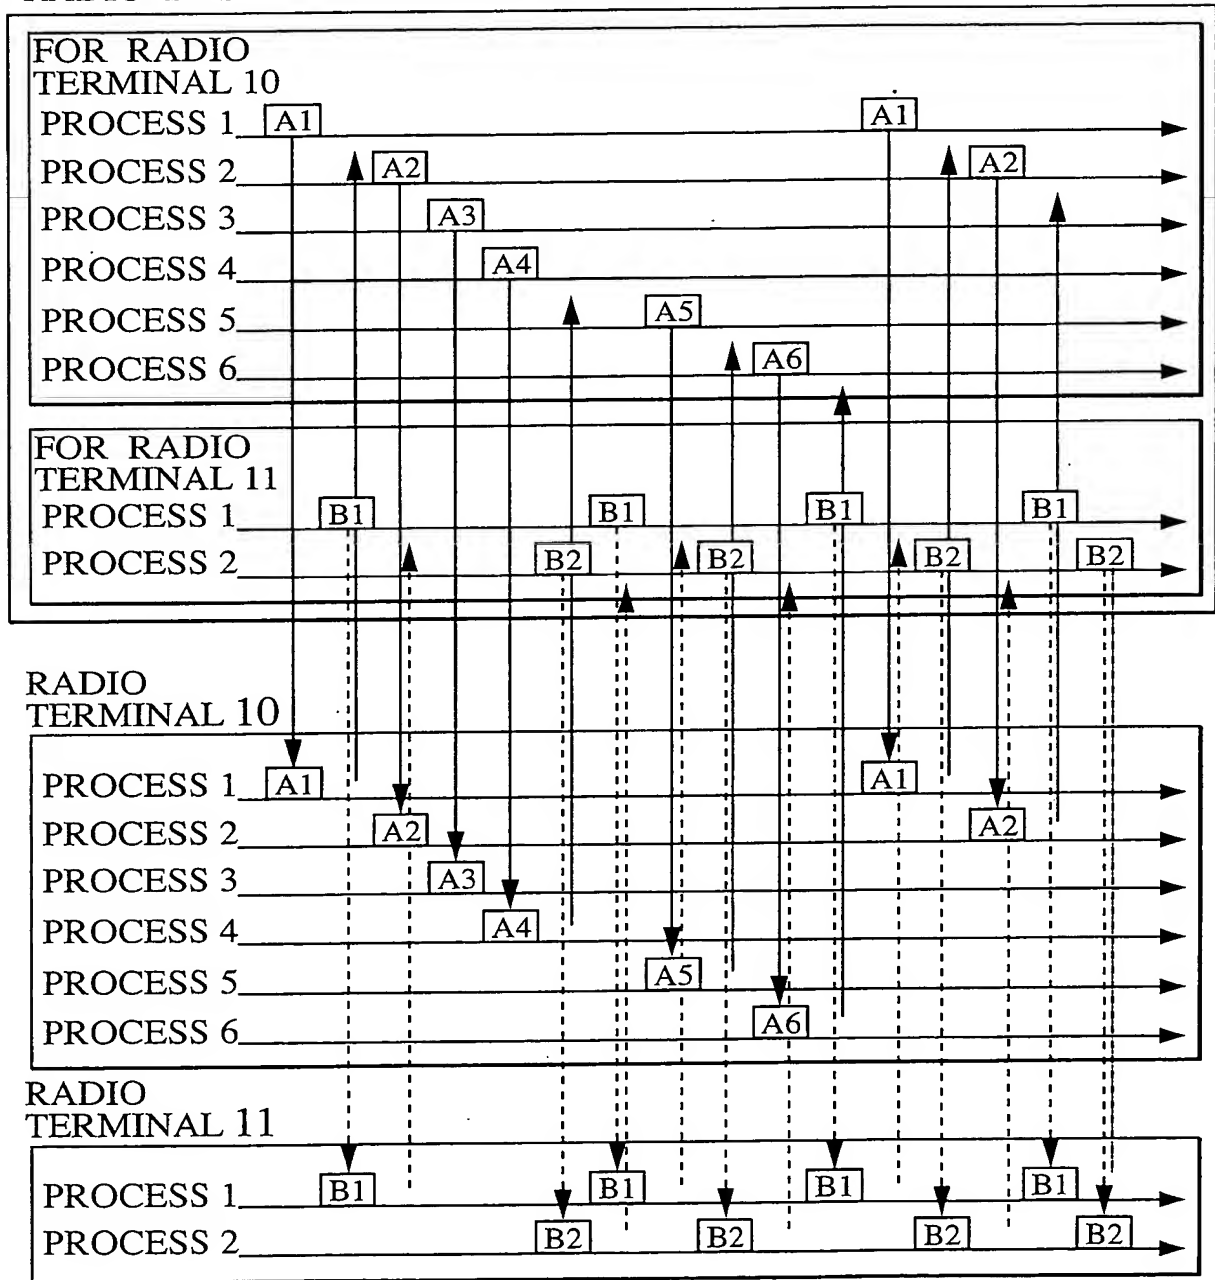 FOR RADIO
TERMINAL 10
PROCESS 1 A1 A1
PROCESS 2 A2 A2
PROCESS 3 A3
PROCESS 4 A4
PROCESS 5 A5
PROCESS 6 A6
FOR RADIO
TERMINAL 11
PROCESS 1 B1 B1 B1 B1
PROCESS 2 B2 B2 B2 B2
RADIO
TERMINAL 10
PROCESS 1 A1 A1
PROCESS 2 A2 A2
PROCESS 3 A3
PROCESS 4 A4
PROCESS 5 A5
PROCESS 6 A6
RADIO
TERMINAL 11
PROCESS 1 B1 B1 B1 B1
PROCESS 2 B2 B2 B2 B2